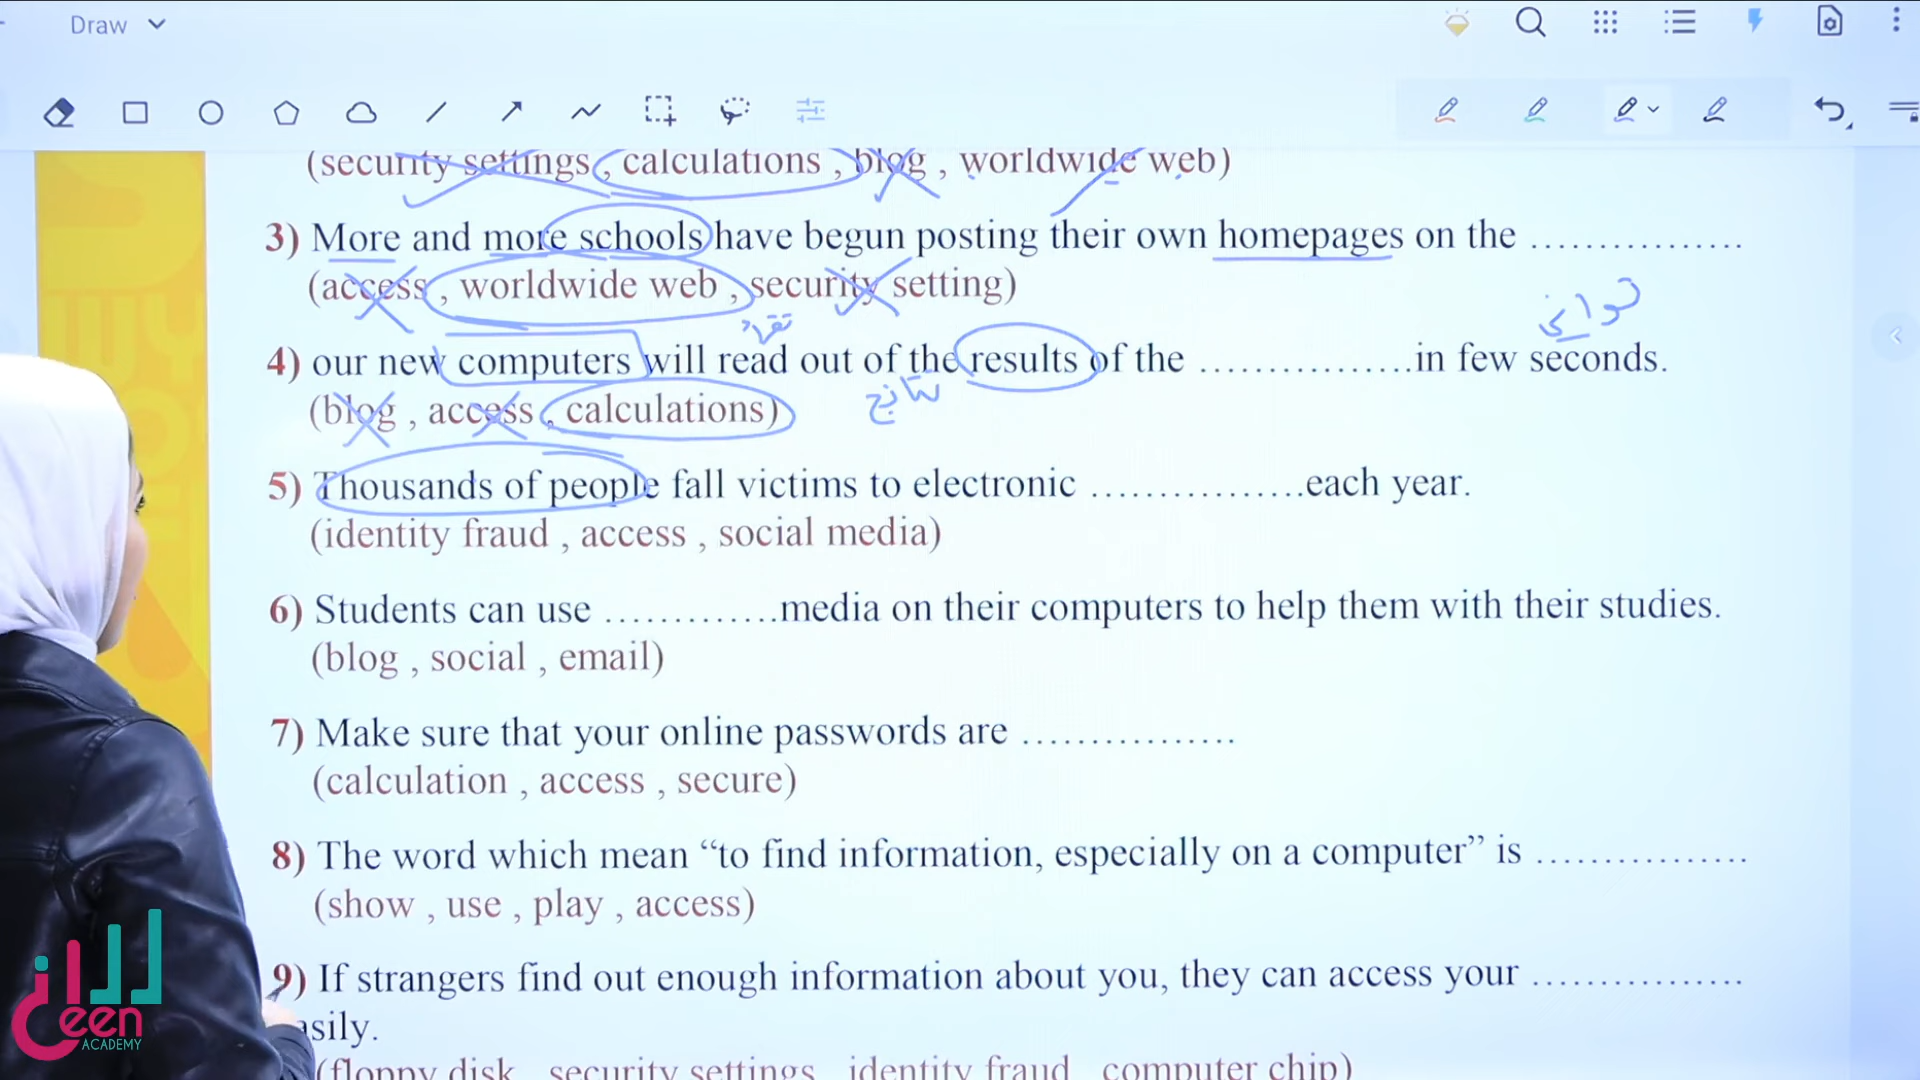 Draw
(security settings, calculations , blog , worldwide web)
3) More and more schools have begun posting their own homepages on the ................
(access , worldwide web , security setting)
ثواني
تقرأ
4) our new computers will read out of the results of the ................in few seconds.
نتائج
(blog , access , calculations)
5) Thousands of people fall victims to electronic ................each year.
(identity fraud , access , social media)
6) Students can use .............media on their computers to help them with their studies.
(blog , social , email)
7) Make sure that your online passwords are ................
(calculation , access , secure)
8) The word which mean “to find information, especially on a computer” is ................
(show , use , play , access)
9) If strangers find out enough information about you, they can access your ................
asily.
(floppy disk , security settings , identity fraud , computer chip)
een
ACADEMY